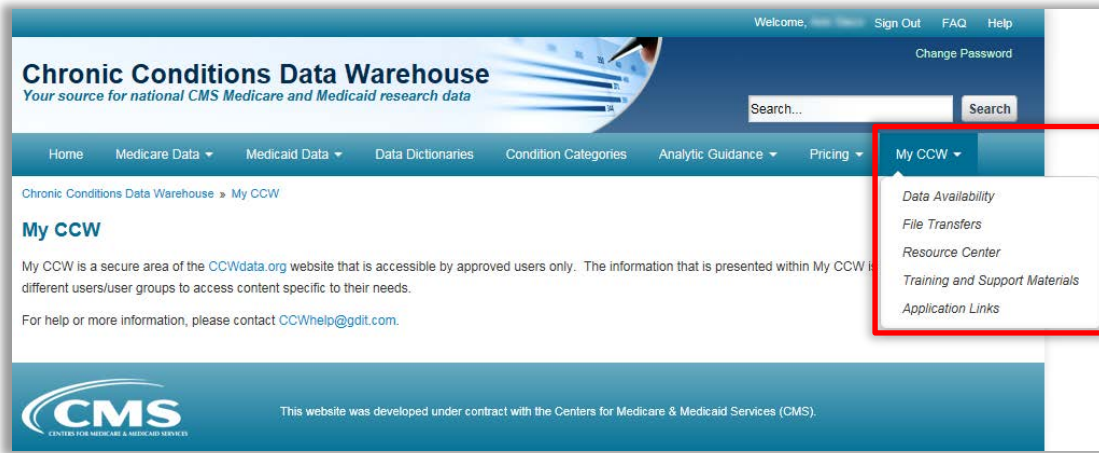 Welcome, Sign Out FAQ Help
Change Password
Chronic Conditions Data Warehouse
Your source for national CMS Medicare and Medicaid research data
Search... Search
Home Medicare Data Medicaid Data Data Dictionaries Condition Categories Analytic Guidance Pricing My CCW
Chronic Conditions Data Warehouse » My CCW
Data Availability
File Transfers
Resource Center
Training and Support Materials
Application Links
My CCW
My CCW is a secure area of the CCWdata.org website that is accessible by approved users only. The information that is presented within My CCW
different users/user groups to access content specific to their needs.
For help or more information, please contact CCWhelp@gdit.com.
CMS
CENTERS FOR MEDICARE & MEDICAID SERVICES
This website was developed under contract with the Centers for Medicare & Medicaid Services (CMS).